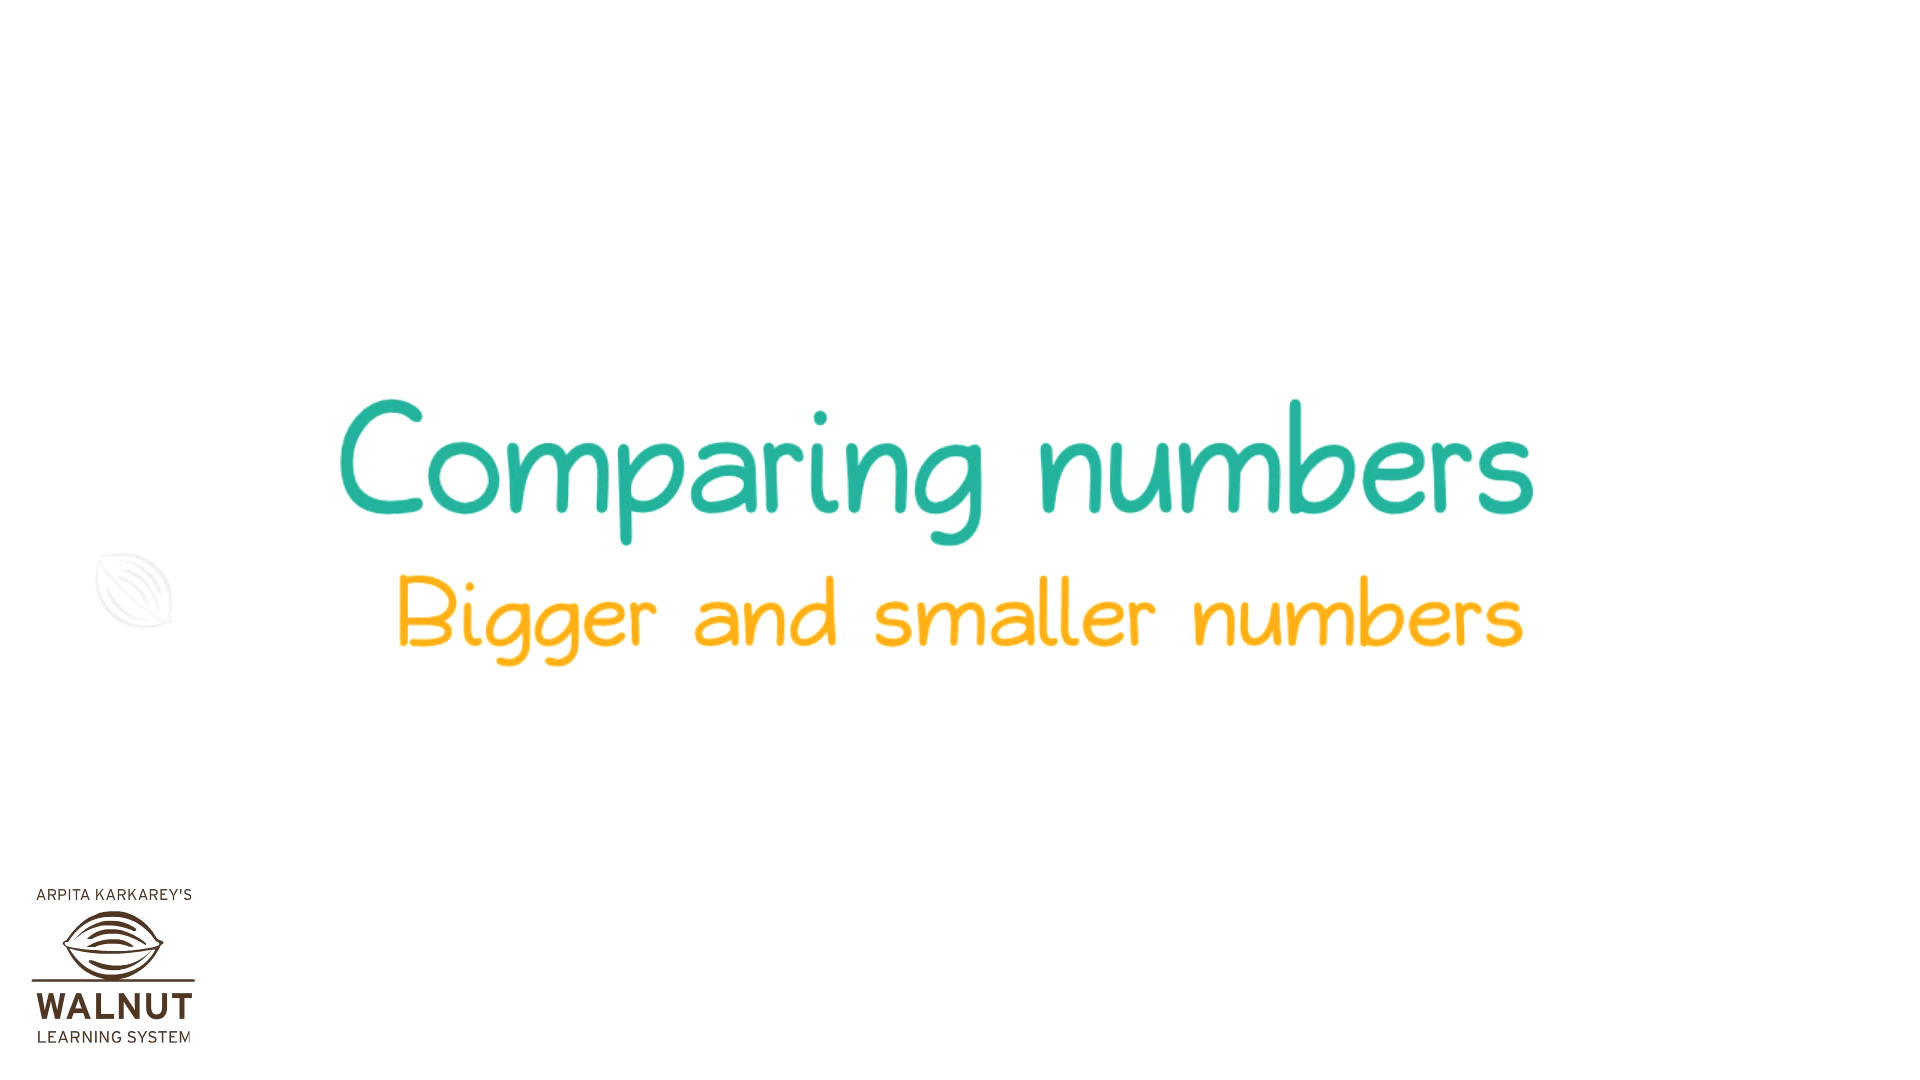 Comparing numbers
Bigger and smaller numbers
ARPITA KARKAREY'S
WALNUT
LEARNING SYSTEM